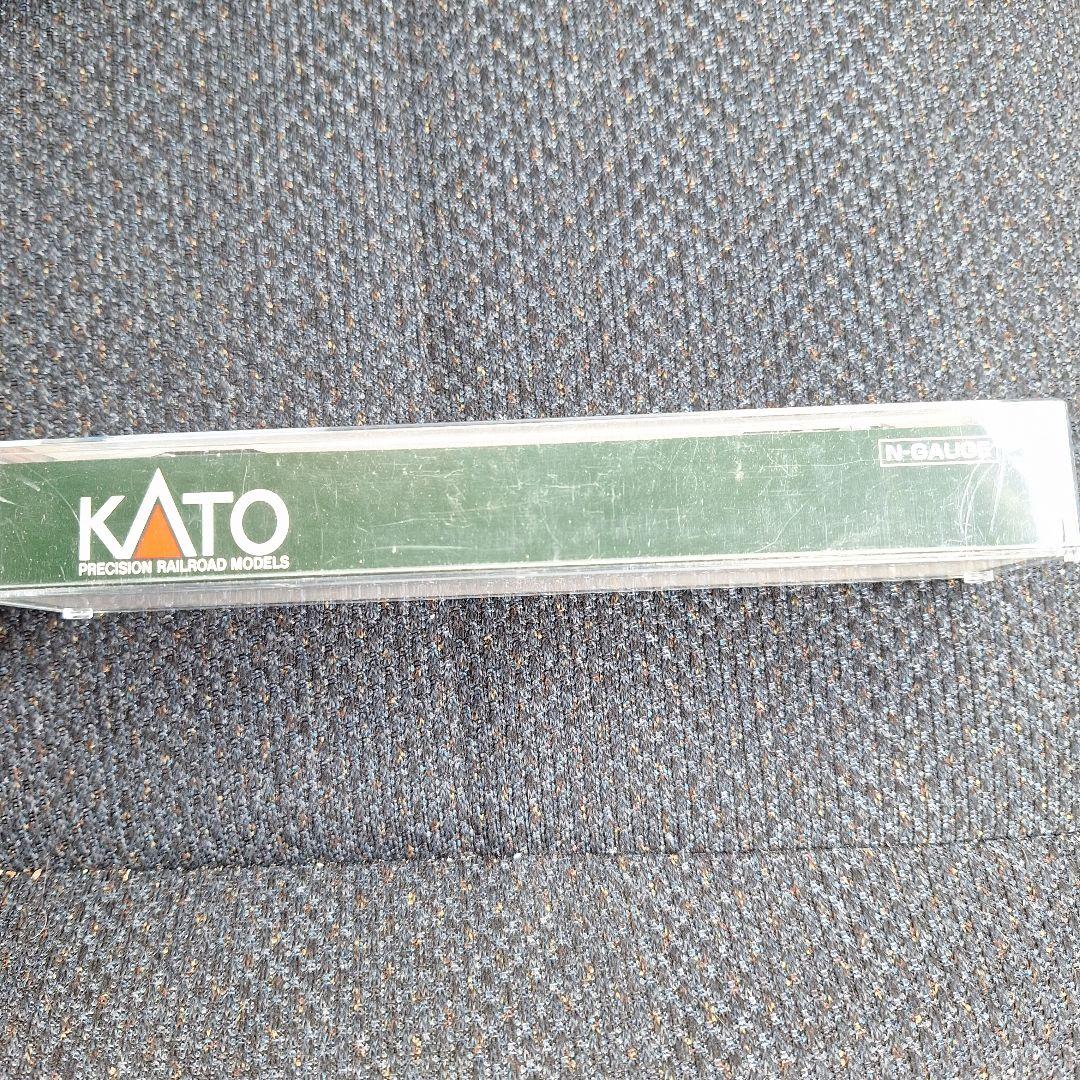 KATO
PRECISION RAILROAD MODELS
N-GAUGE